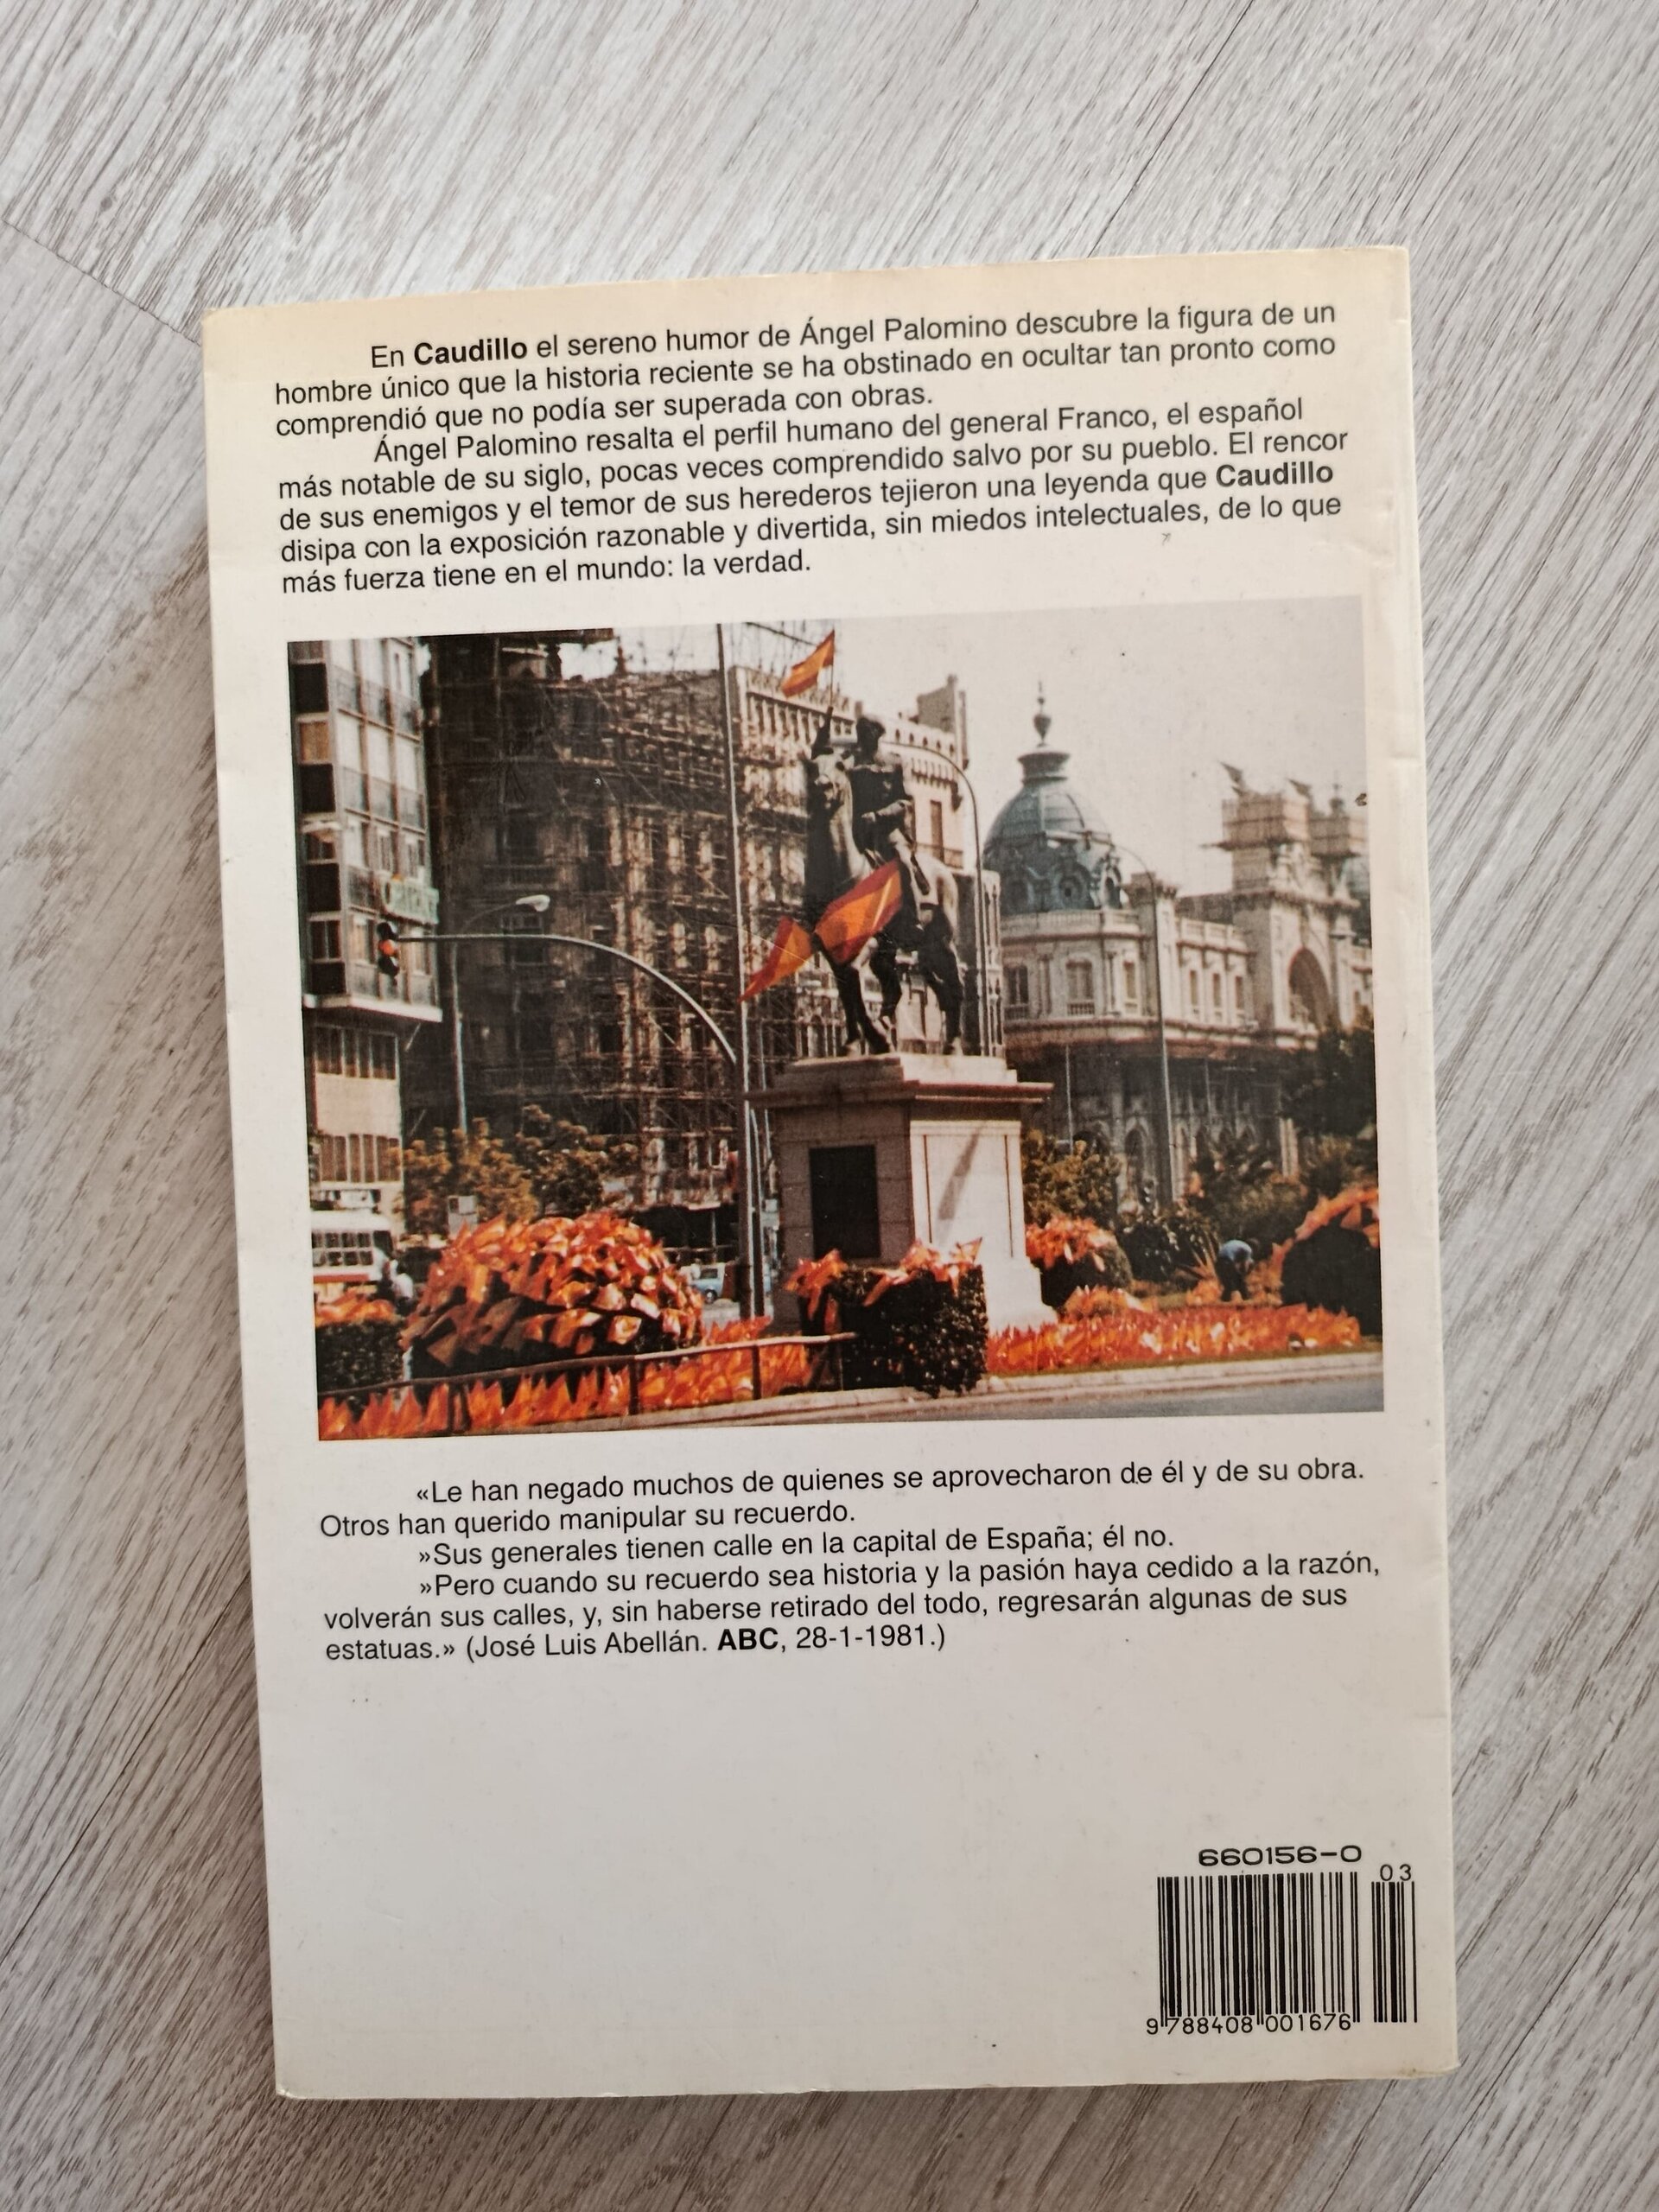 En Caudillo el sereno humor de Ángel Palomino descubre la figura de un
hombre único que la historia reciente se ha obstinado en ocultar tan pronto como
comprendió que no podía ser superada con obras.
Ángel Palomino resalta el perfil humano del general Franco, el español
más notable de su siglo, pocas veces comprendido salvo por su pueblo. El rencor
de sus enemigos y el temor de sus herederos tejieron una leyenda que Caudillo
disipa con la exposición razonable y divertida, sin miedos intelectuales, de lo que
más fuerza tiene en el mundo: la verdad.
«Le han negado muchos de quienes se aprovecharon de él y de su obra.
Otros han querido manipular su recuerdo.
»Sus generales tienen calle en la capital de España; él no.
»Pero cuando su recuerdo sea historia y la pasión haya cedido a la razón,
volverán sus calles, y, sin haberse retirado del todo, regresarán algunas de sus
estatuas.» (José Luis Abellán. ABC, 28-1-1981.)
660156-0
03
9 788408 001676